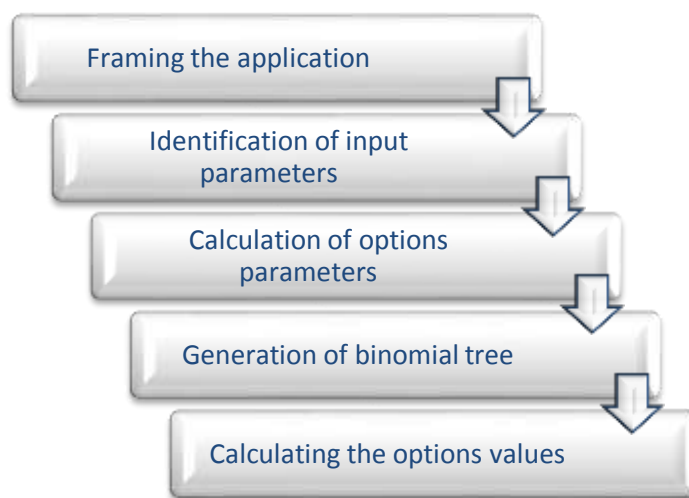 Framing the application
Identification of input
parameters
Calculation of options
parameters
Generation of binomial tree
Calculating the options values